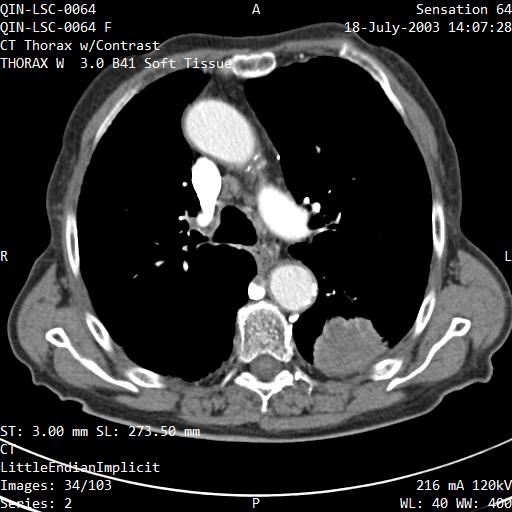 QIN-LSC-0064
A
Sensation 64
QIN-LSC-0064 F
18-July-2003 14:07:28
CT Thorax w/Contrast
THORAX W 3.0 B41 Soft Tissue
R
L
ST: 3.00 mm SL: 273.50 mm
CT
LittleEndianImplicit
Images: 34/103
216 mA 120kV
Series: 2
P
WL: 40 WW: 400